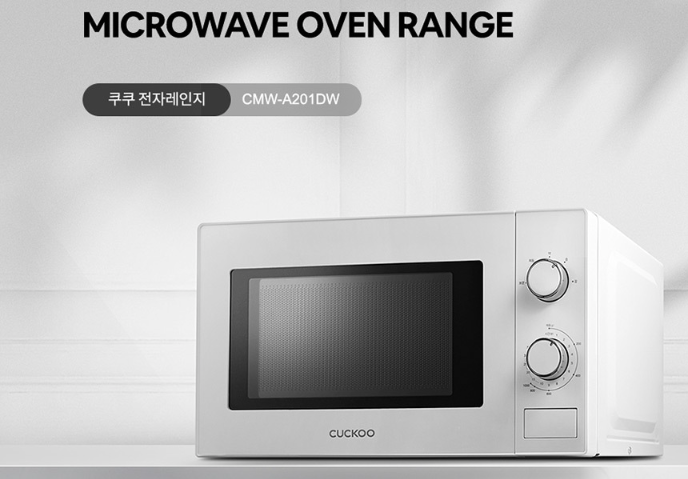 MICROWAVE OVEN RANGE
쿠쿠 전자레인지 CMW-A201DW
CUCKOO